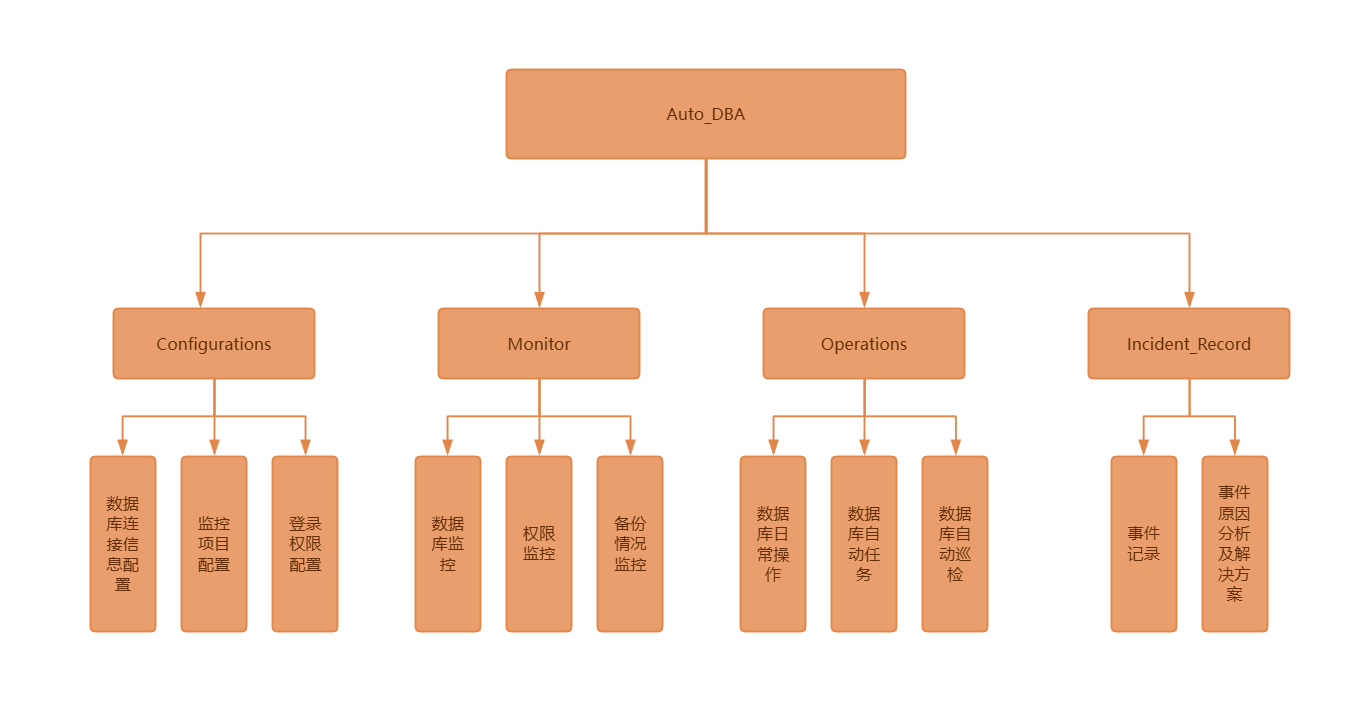 Auto_DBA
Configurations
Monitor
Operations
Incident_Record
数据
库连
接信
息配
置
监控
项目
配置
登录
权限
配置
数据
库监
控
权限
监控
备份
情况
监控
数据
库日
常操
作
数据
库自
动任
务
数据
库自
动巡
检
事件
记录
事件
原因
分析
及解
决方
案